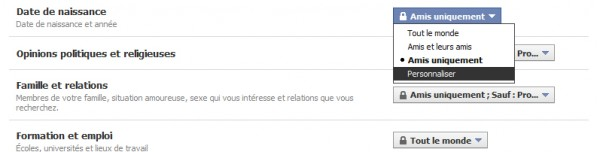 Date de naissance
Date de naissance et année
Amis uniquement
Tout le monde
Amis et leurs amis
Amis uniquement
Personnaliser
Opinions politiques et religieuses
Pro...
Famille et relations
Membres de votre famille, situation amoureuse, sexe qui vous intéresse et relations que vous
recherchez.
Amis uniquement ; Sauf : Pro...
Formation et emploi
Écoles, universités et lieux de travail
Tout le monde